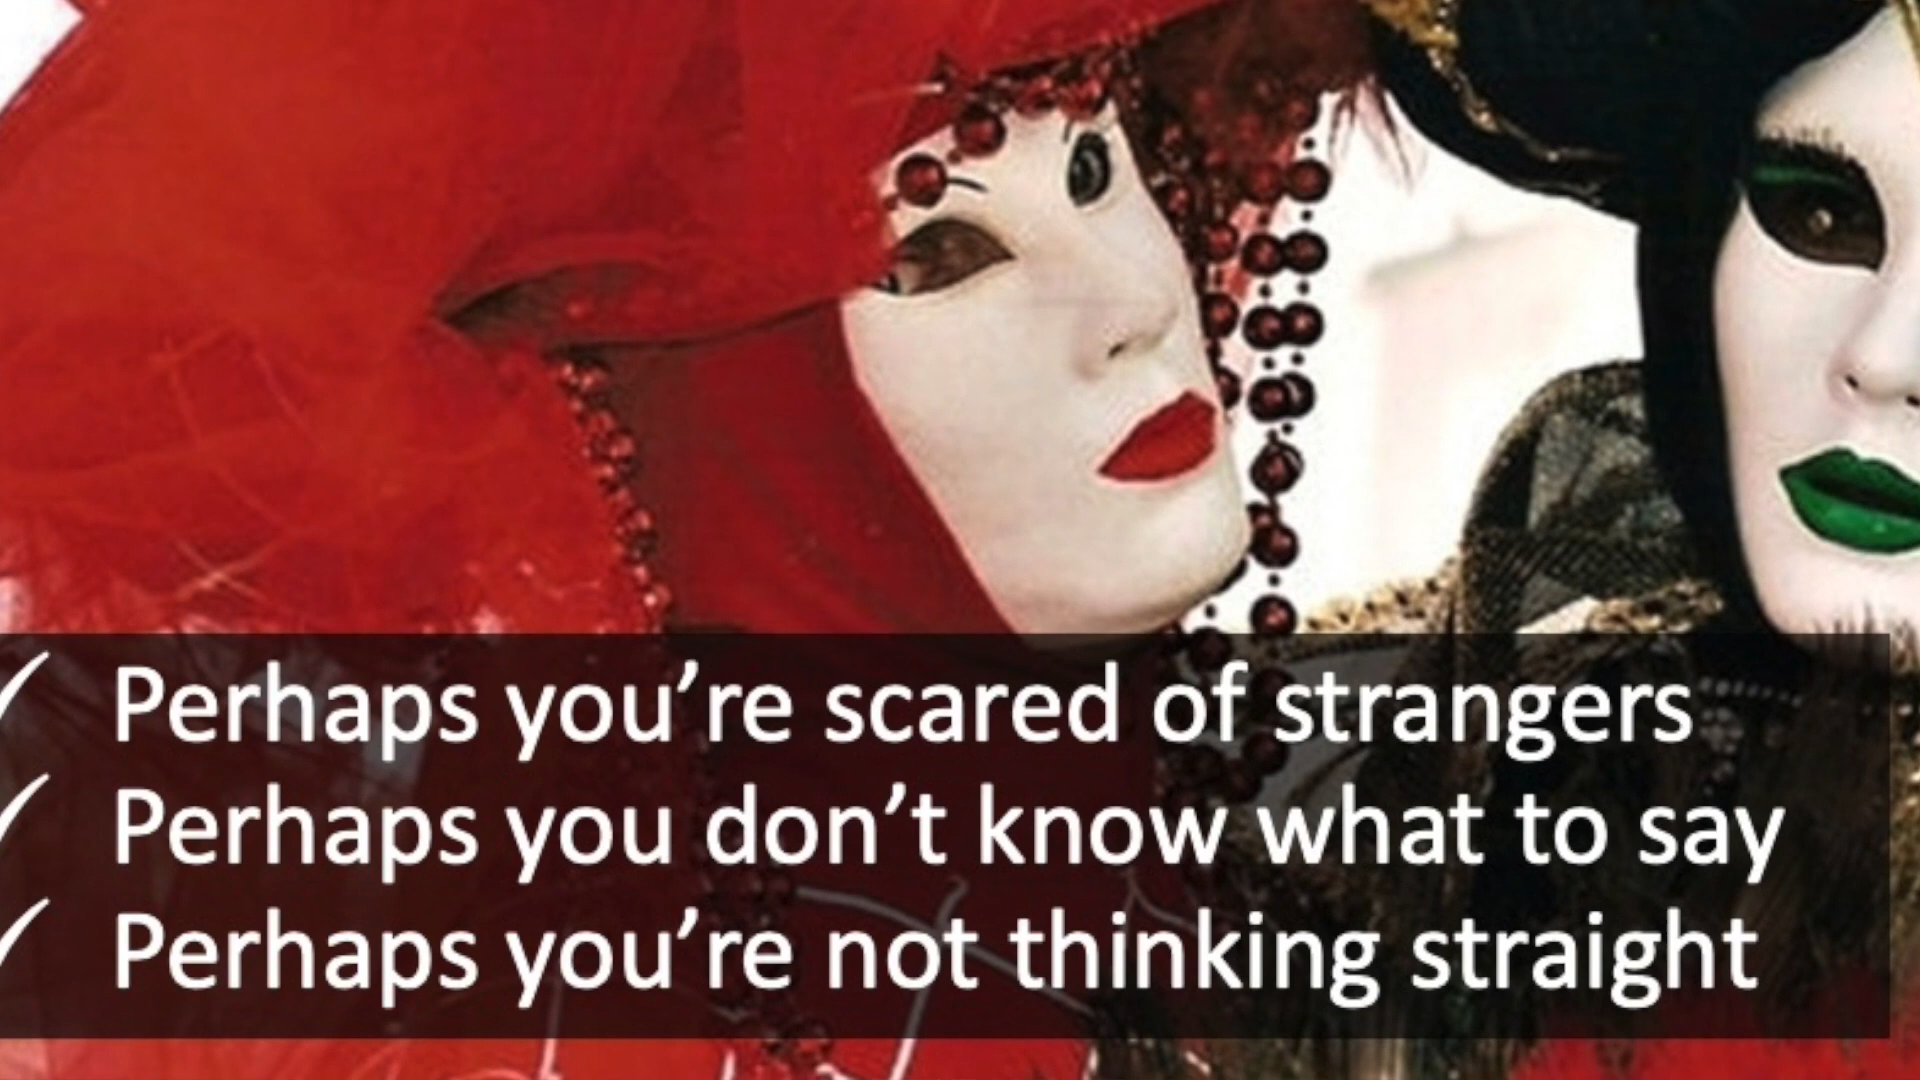 ✓ Perhaps you’re scared of strangers
✓ Perhaps you don’t know what to say
✓ Perhaps you’re not thinking straight